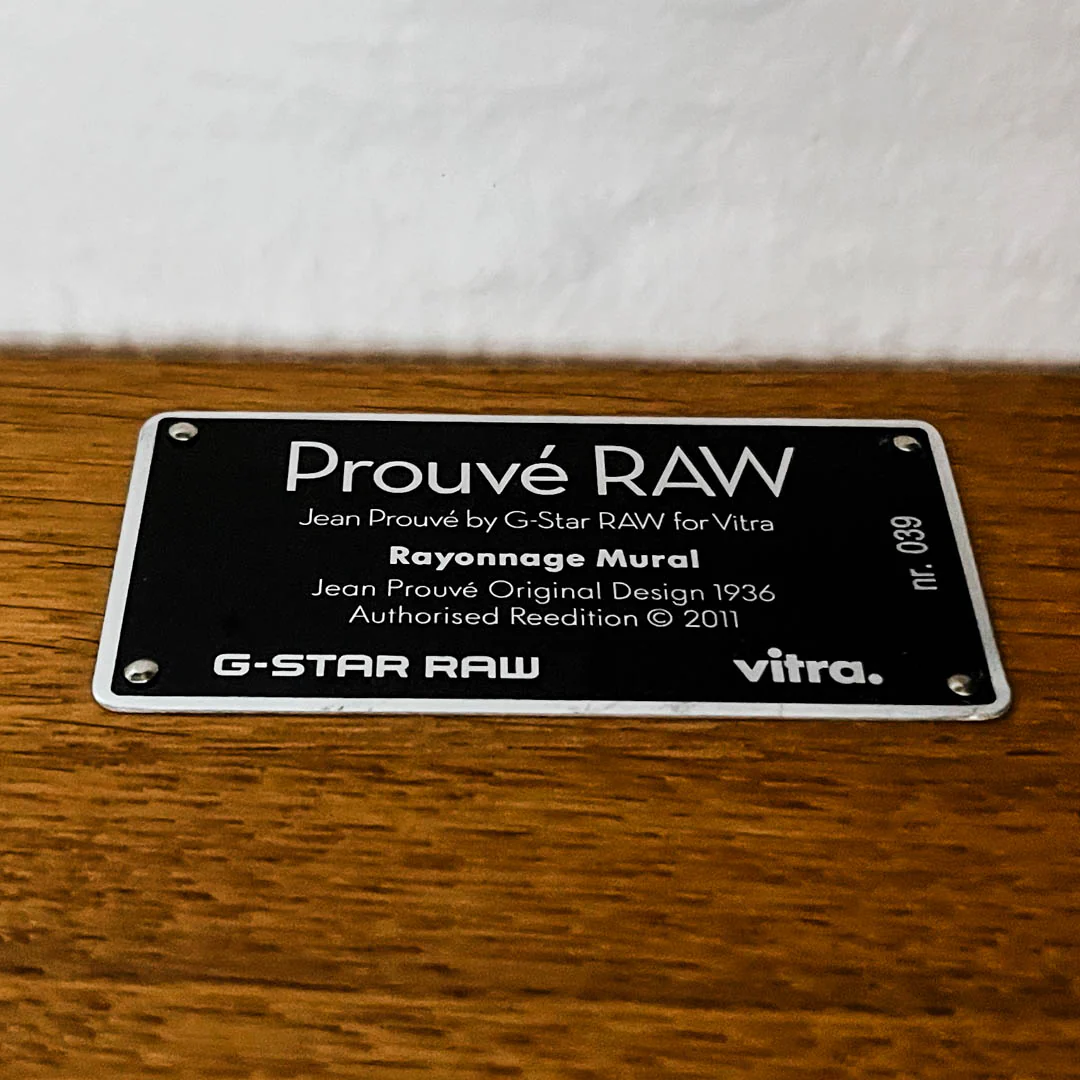 Prouvé RAW
Jean Prouvé by G-Star RAW for Vitra
Rayonnage Mural
Jean Prouvé Original Design 1936
Authorised Reedition © 2011
G-STAR RAW
vitra.
nr. 039